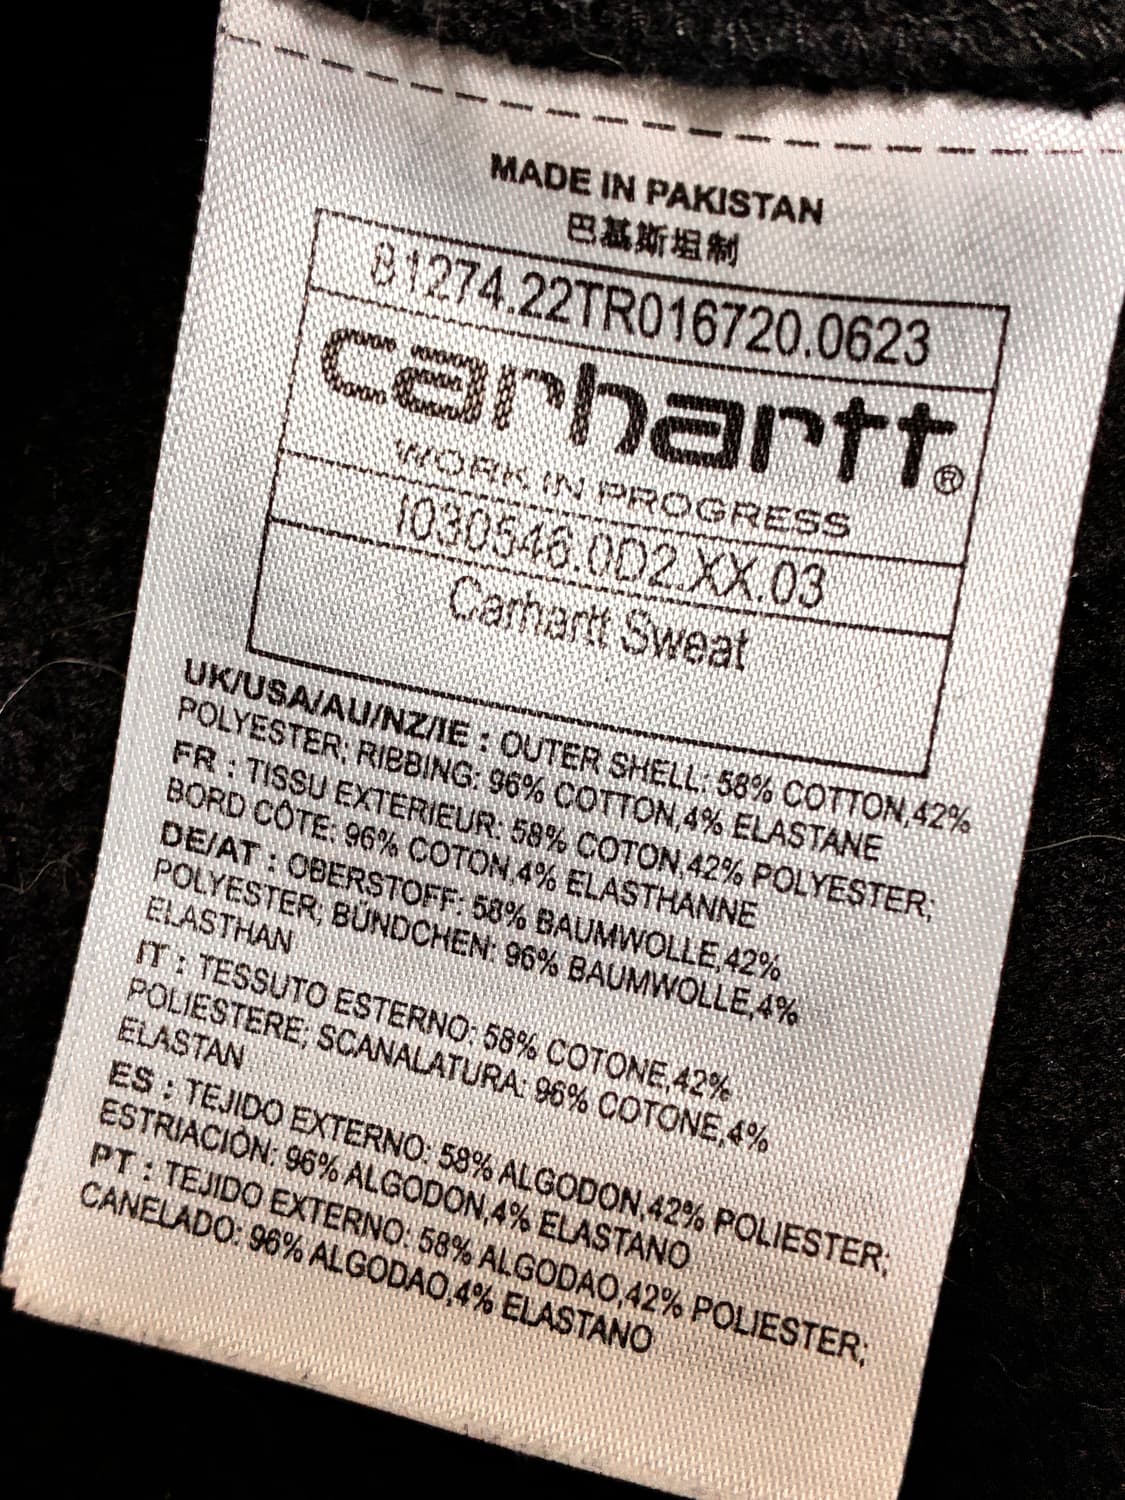 MADE IN PAKISTAN
巴基斯坦制
81274.22TR016720.0623
carhartt®
WORK IN PROGRESS
I030546.0D2.XX.03
Carhartt Sweat
UK/USA/AU/NZ/IE : OUTER SHELL: 58% COTTON,42%
POLYESTER; RIBBING: 96% COTTON,4% ELASTANE
FR : TISSU EXTERIEUR: 58% COTON,42% POLYESTER;
BORD CÔTE: 96% COTON,4% ELASTHANNE
DE/AT : OBERSTOFF: 58% BAUMWOLLE,42%
POLYESTER; BÜNDCHEN: 96% BAUMWOLLE,4%
ELASTHAN
IT : TESSUTO ESTERNO: 58% COTONE,42%
POLIESTERE; SCANALATURA: 96% COTONE,4%
ELASTAN
ES : TEJIDO EXTERNO: 58% ALGODON,42% POLIESTER;
ESTRIACIÓN: 96% ALGODON,4% ELASTANO
PT : TEJIDO EXTERNO: 58% ALGODAO,42% POLIESTER;
CANELADO: 96% ALGODAO,4% ELASTANO